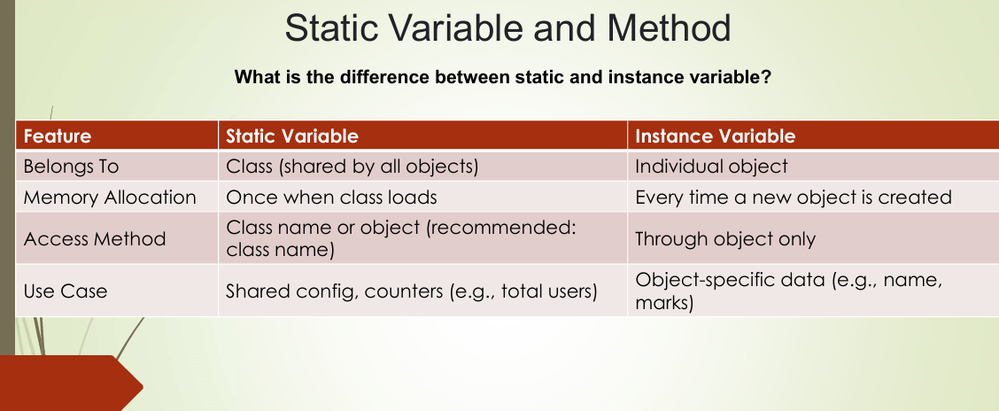 Static Variable and Method
What is the difference between static and instance variable?
Feature
Static Variable
Instance Variable
Belongs To
Class (shared by all objects)
Individual object
Memory Allocation
Once when class loads
Every time a new object is created
Access Method
Class name or object (recommended:
class name)
Through object only
Use Case
Shared config, counters (e.g., total users)
Object-specific data (e.g., name,
marks)